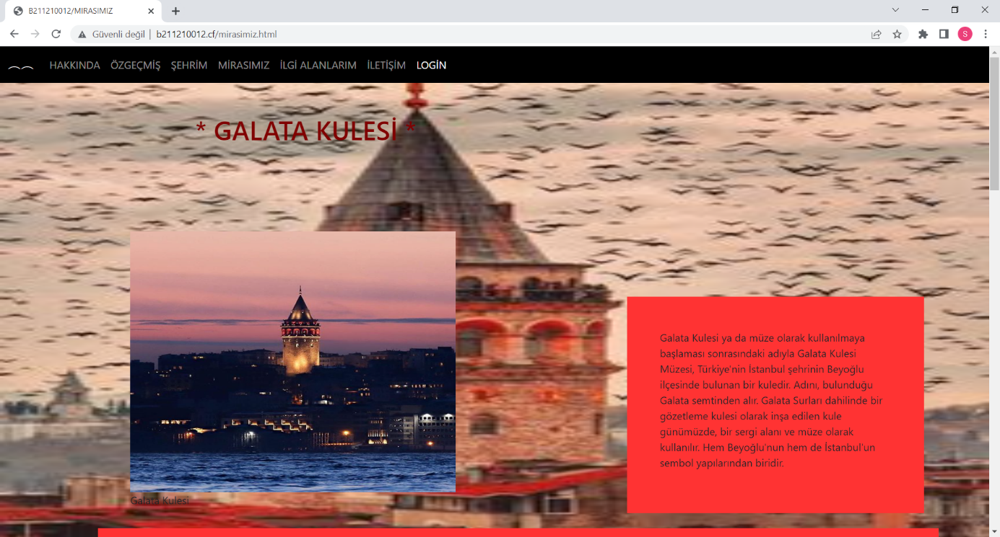 B211210012/MIRASIMIZ
Güvenli değil | b211210012.cf/mirasimiz.html
S
HAKKINDA ÖZGEÇMİŞ ŞEHRİM MİRASIMIZ İLGİ ALANLARIM İLETİŞİM LOGİN
* GALATA KULESİ *
Galata Kulesi
Galata Kulesi ya da müze olarak kullanılmaya
başlaması sonrasındaki adıyla Galata Kulesi
Müzesi, Türkiye'nin İstanbul şehrinin Beyoğlu
ilçesinde bulunan bir kuledir. Adını, bulunduğu
Galata semtinden alır. Galata Surları dahilinde bir
gözetleme kulesi olarak inşa edilen kule
günümüzde, bir sergi alanı ve müze olarak
kullanılır. Hem Beyoğlu'nun hem de İstanbul'un
sembol yapılarından biridir.